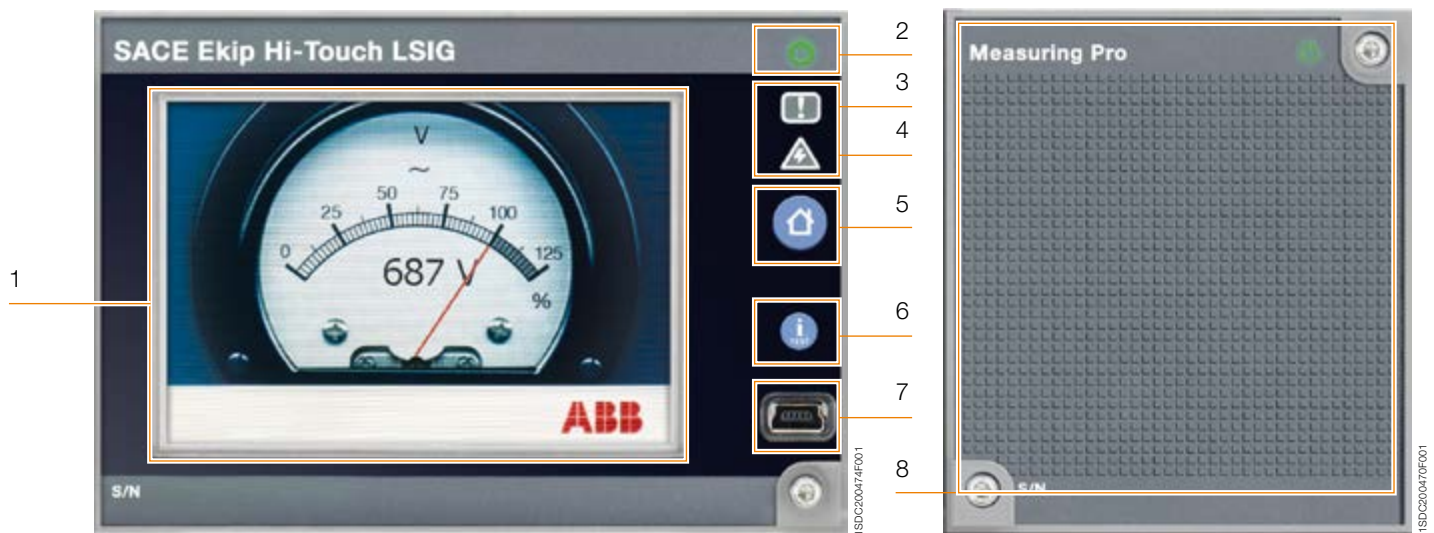 SACE Ekip Hi-Touch LSIG
V
~
0 25 50 75 100 125
687 V
%
ABB
S/N
i
TEST
1
2
3
4
5
6
7
8
1SDC200474F001
Measuring Pro
S/N
1SDC200470F001